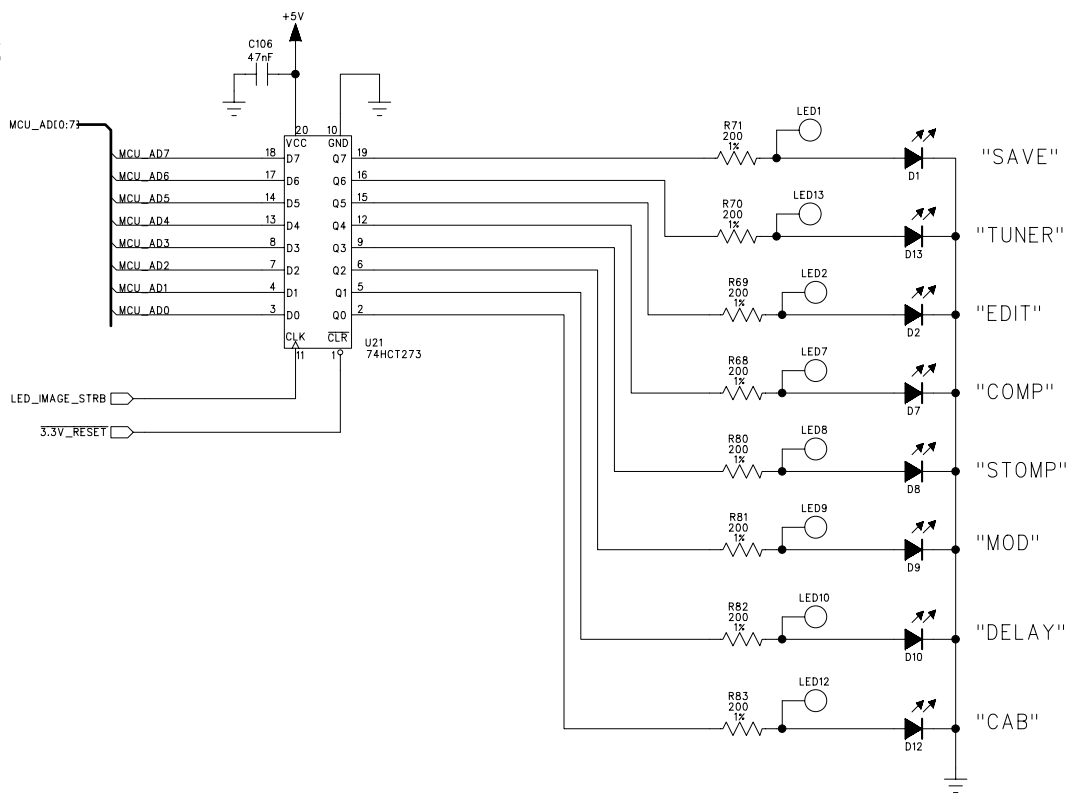 +5V
C106
47nF
MCU_AD[0:7]
20
10
VCC
GND
MCU_AD7 18 D7 Q7 19
MCU_AD6 17 D6 Q6 16
MCU_AD5 14 D5 Q5 15
MCU_AD4 13 D4 Q4 12
MCU_AD3 8 D3 Q3 9
MCU_AD2 7 D2 Q2 6
MCU_AD1 4 D1 Q1 5
MCU_AD0 3 D0 Q0 2
CLK
CLR
11
1
U21
74HCT273
LED_IMAGE_STRB
3.3V_RESET
R71
200
1%
LED1
D1
"SAVE"
R70
200
1%
LED13
D13
"TUNER"
R69
200
1%
LED2
D2
"EDIT"
R68
200
1%
LED7
D7
"COMP"
R80
200
1%
LED8
D8
"STOMP"
R81
200
1%
LED9
D9
"MOD"
R82
200
1%
LED10
D10
"DELAY"
R83
200
1%
LED12
D12
"CAB"